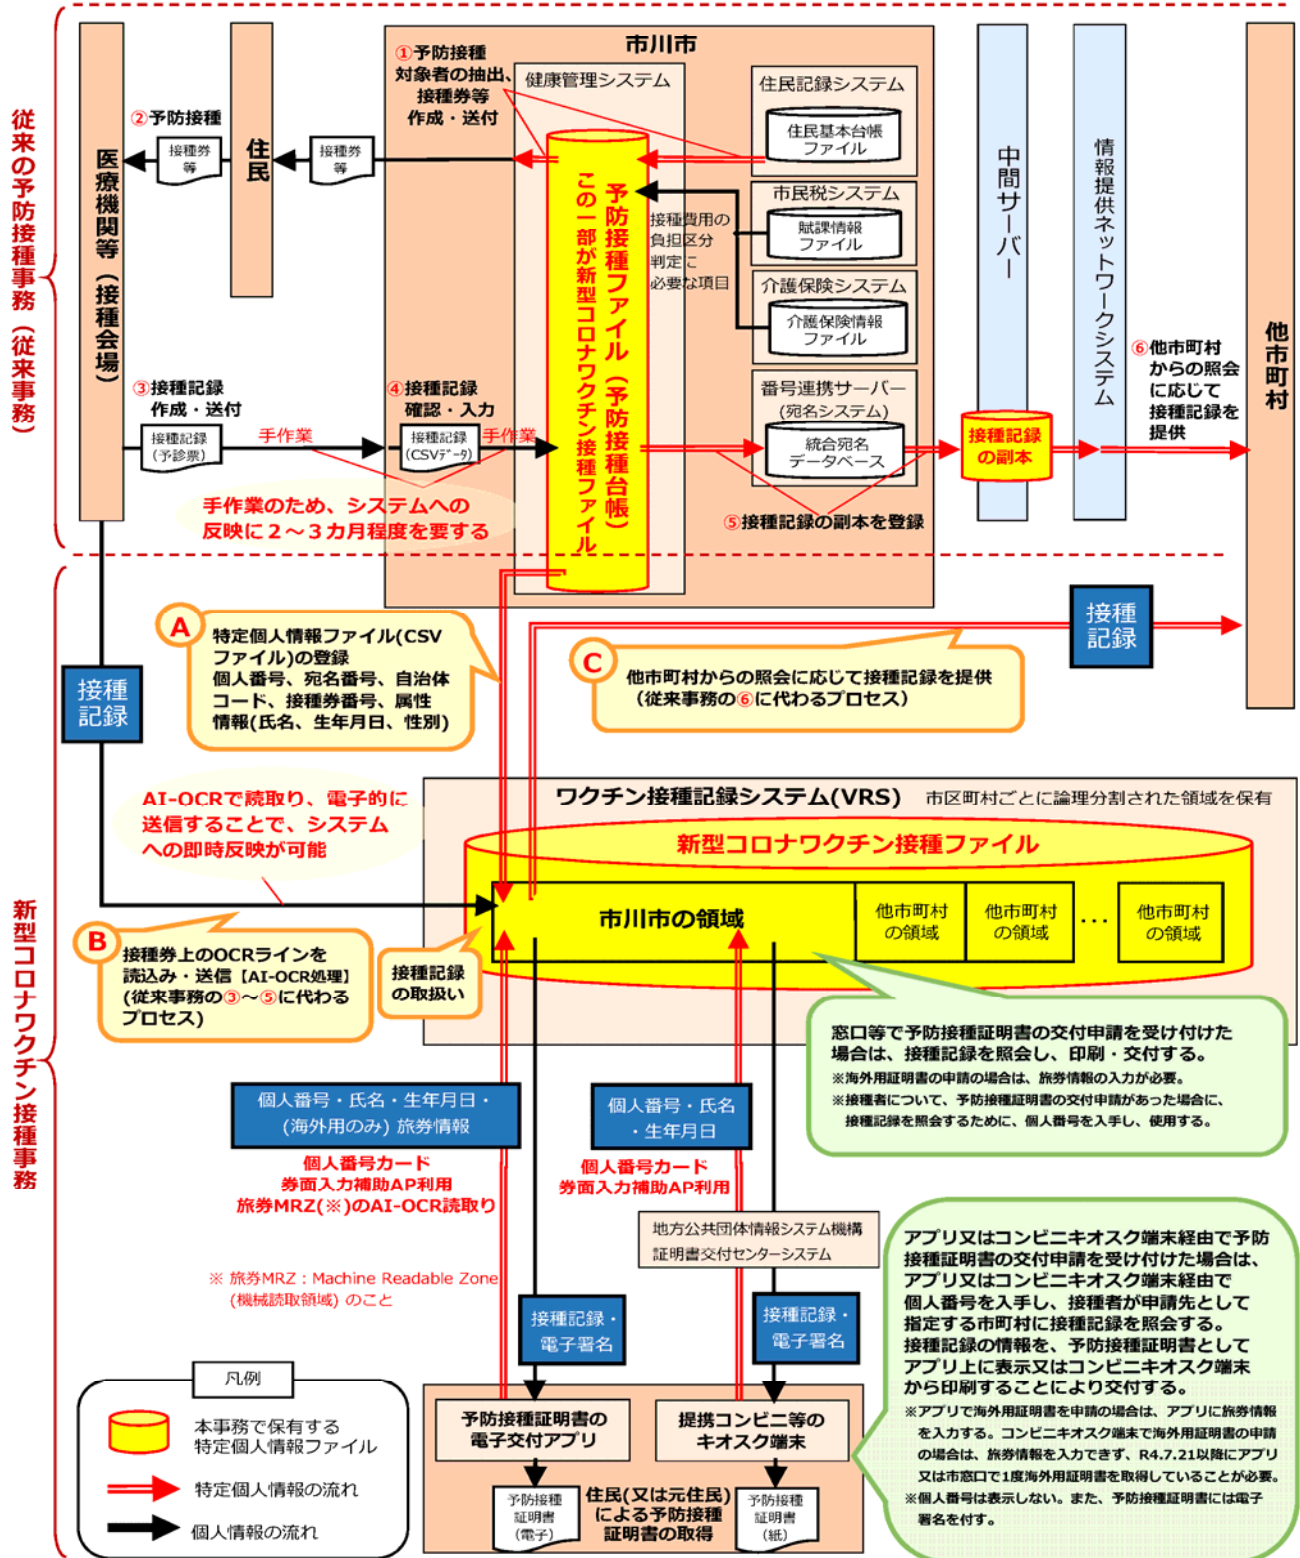 従来の予防接種事務（従来事務）
医療機関等（接種会場）
②予防接種
接種券
等
住民
接種券
等
市川市
①予防接種
対象者の抽出、
接種券等
作成・送付
健康管理システム
予防接種ファイル（予防接種台帳）
この一部が新型コロナワクチン接種ファイル
住民記録システム
住民基本台帳
ファイル
市民税システム
賦課情報
ファイル
接種費用の
負担区分
判定に
必要な項目
介護保険システム
介護保険情報
ファイル
番号連携サーバー
(宛名システム)
統合宛名
データベース
中間サーバー
情報提供ネットワークシステム
他市町村
⑥他市町村
からの照会
に応じて
接種記録を
提供
③接種記録
作成・送付
接種記録
(予診票)
手作業
④接種記録
確認・入力
接種記録
(CSVﾃﾞｰﾀ)
手作業
手作業のため、システムへの
反映に２～３カ月程度を要する
接種記録
の副本
⑤接種記録の副本を登録
新型コロナワクチン接種事務
接種
記録
A
特定個人情報ファイル(CSV
ファイル)の登録
個人番号、宛名番号、自治体
コード、接種券番号、属性
情報(氏名、生年月日、性別)
C
他市町村からの照会に応じて接種記録を提供
（従来事務の⑥に代わるプロセス）
接種
記録
AI-OCRで読取り、電子的に
送信することで、システム
への即時反映が可能
ワクチン接種記録システム(VRS)　市区町村ごとに論理分割された領域を保有
新型コロナワクチン接種ファイル
市川市の領域
他市町村
の領域
他市町村
の領域
…
他市町村
の領域
B
接種券上のOCRラインを
読込み・送信【AI-OCR処理】
(従来事務の③～⑤に代わる
プロセス)
接種記録
の取扱い
窓口等で予防接種証明書の交付申請を受け付けた
場合は、接種記録を照会し、印刷・交付する。
※海外用証明書の申請の場合は、旅券情報の入力が必要。
※接種者について、予防接種証明書の交付申請があった場合に、
接種記録を照会するために、個人番号を入手し、使用する。
個人番号・氏名・生年月日・
(海外用のみ) 旅券情報
個人番号カード
券面入力補助AP利用
旅券MRZ(※)のAI-OCR読取り
個人番号・氏名
・生年月日
個人番号カード
券面入力補助AP利用
地方公共団体情報システム機構
証明書交付センターシステム
※ 旅券MRZ：Machine Readable Zone
(機械読取領域) のこと
接種記録・
電子署名
接種記録・
電子署名
アプリ又はコンビニキオスク端末経由で予防
接種証明書の交付申請を受け付けた場合は、
アプリ又はコンビニキオスク端末経由で
個人番号を入手し、接種者が申請先として
指定する市町村に接種記録を照会する。
接種記録の情報を、予防接種証明書として
アプリ上に表示又はコンビニキオスク端末
から印刷することにより交付する。
※アプリで海外用証明書を申請の場合は、アプリに旅券情報
を入力する。コンビニキオスク端末で海外用証明書の申請
の場合は、旅券情報を入力できず、R4.7.21以降にアプリ
又は市窓口で1度海外用証明書を取得していることが必要。
※個人番号は表示しない。また、予防接種証明書には電子
署名を付す。
予防接種証明書の
電子交付アプリ
提携コンビニ等の
キオスク端末
予防接種
証明書
(電子)
住民(又は元住民)
による予防接種
証明書の取得
予防接種
証明書
(紙)
凡例
本事務で保有する
特定個人情報ファイル
特定個人情報の流れ
個人情報の流れ